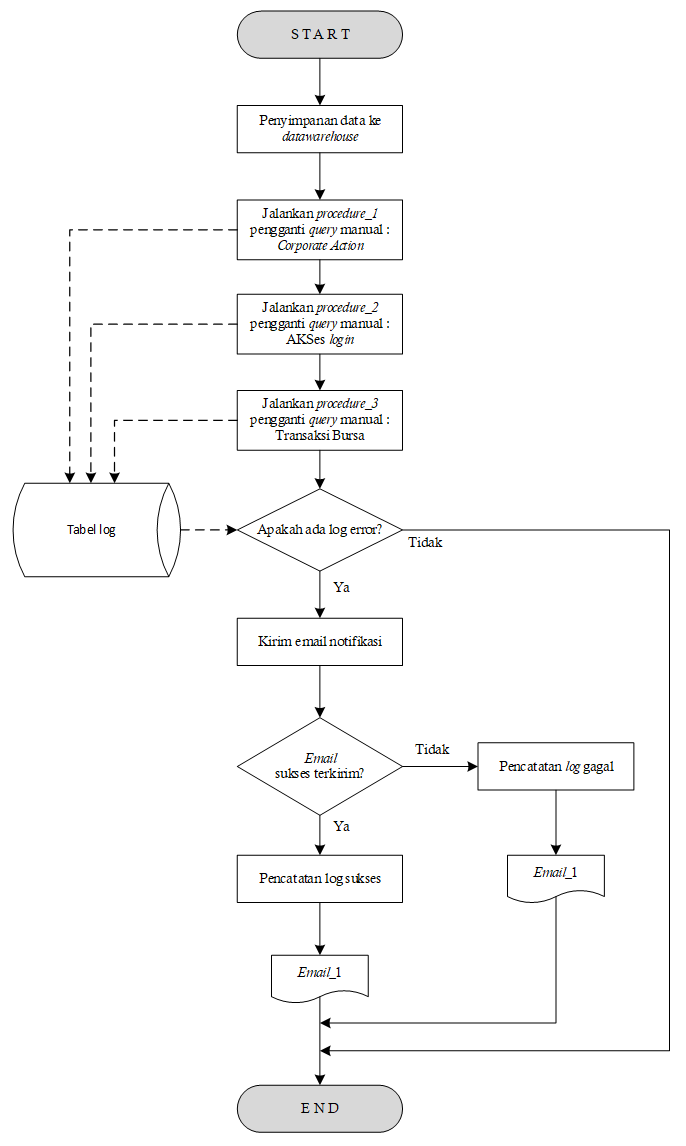 S T A R T
Penyimpanan data ke
datawarehouse
Jalankan procedure_1
pengganti query manual :
Corporate Action
Jalankan procedure_2
pengganti query manual :
AKSes login
Jalankan procedure_3
pengganti query manual :
Transaksi Bursa
Tabel log
Apakah ada log error?
Tidak
Ya
Kirim email notifikasi
Email
sukses terkirim?
Tidak
Pencatatan log gagal
Ya
Pencatatan log sukses
Email_1
Email_1
E N D